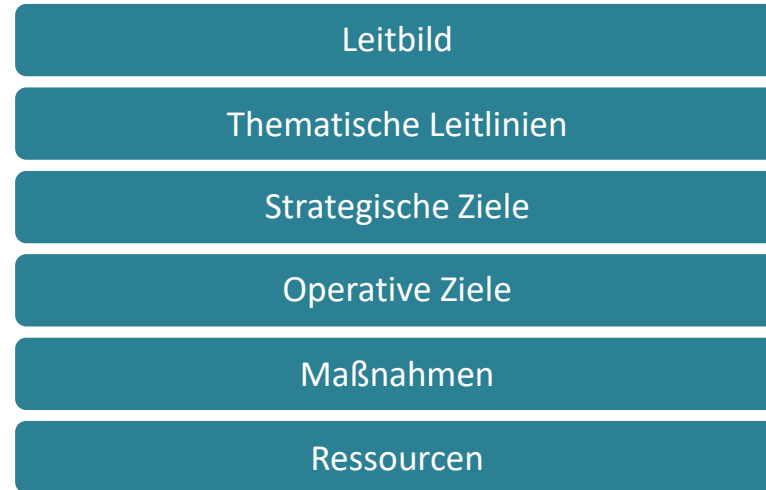 Leitbild
Thematische Leitlinien
Strategische Ziele
Operative Ziele
Maßnahmen
Ressourcen